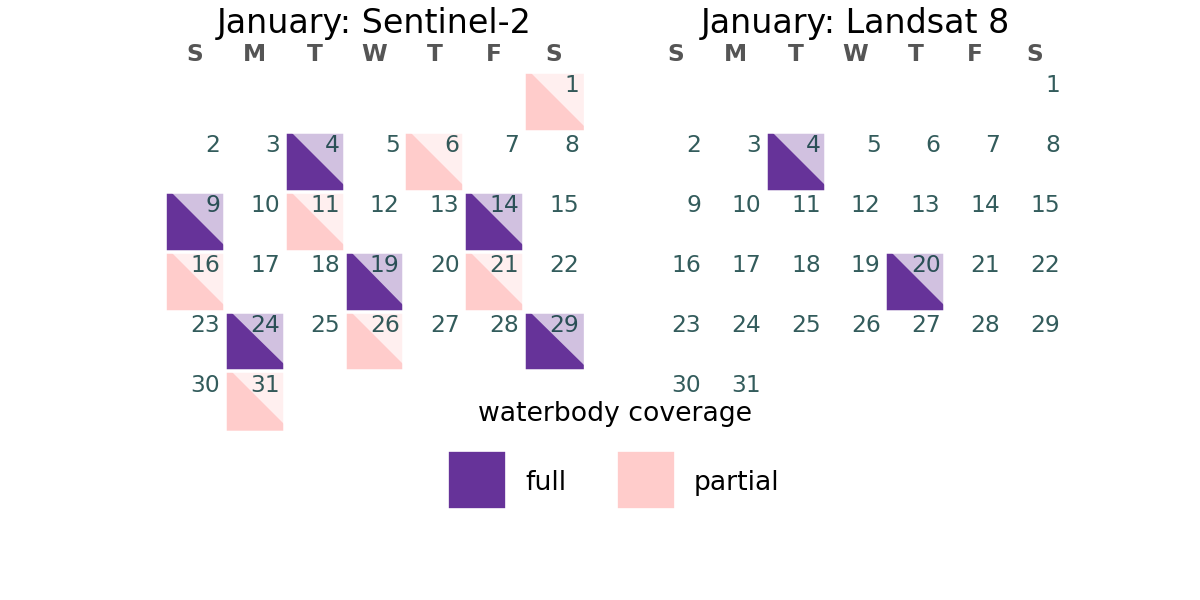 January: Sentinel-2
S M T W T F S
1
2 3 4 5 6 7 8
9 10 11 12 13 14 15
16 17 18 19 20 21 22
23 24 25 26 27 28 29
30 31
January: Landsat 8
S M T W T F S
1
2 3 4 5 6 7 8
9 10 11 12 13 14 15
16 17 18 19 20 21 22
23 24 25 26 27 28 29
30 31
waterbody coverage
full partial